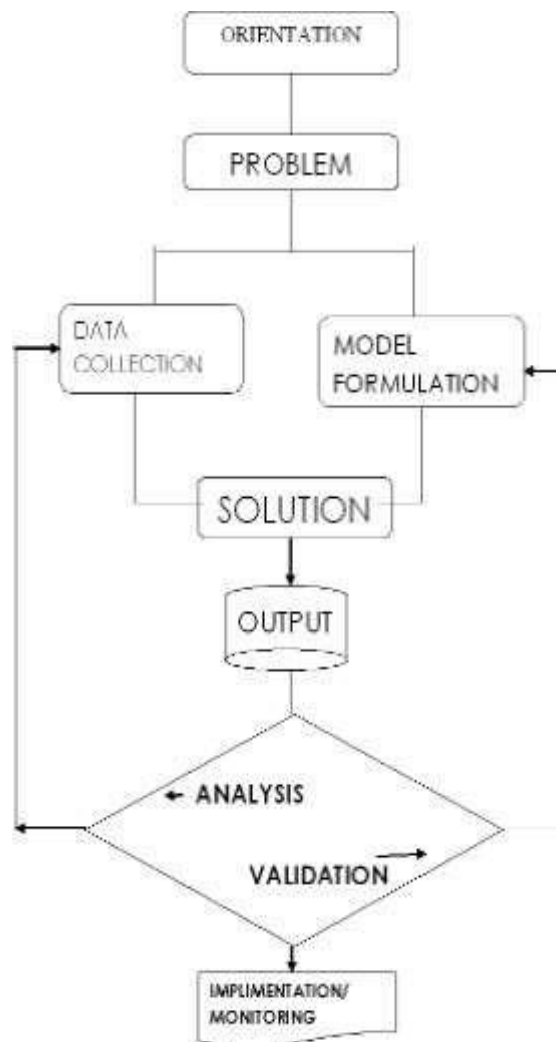 ORIENTATION
PROBLEM
DATA
COLLECTION
MODEL
FORMULATION
SOLUTION
OUTPUT
ANALYSIS
VALIDATION
IMPLIMENTATION/
MONITORING